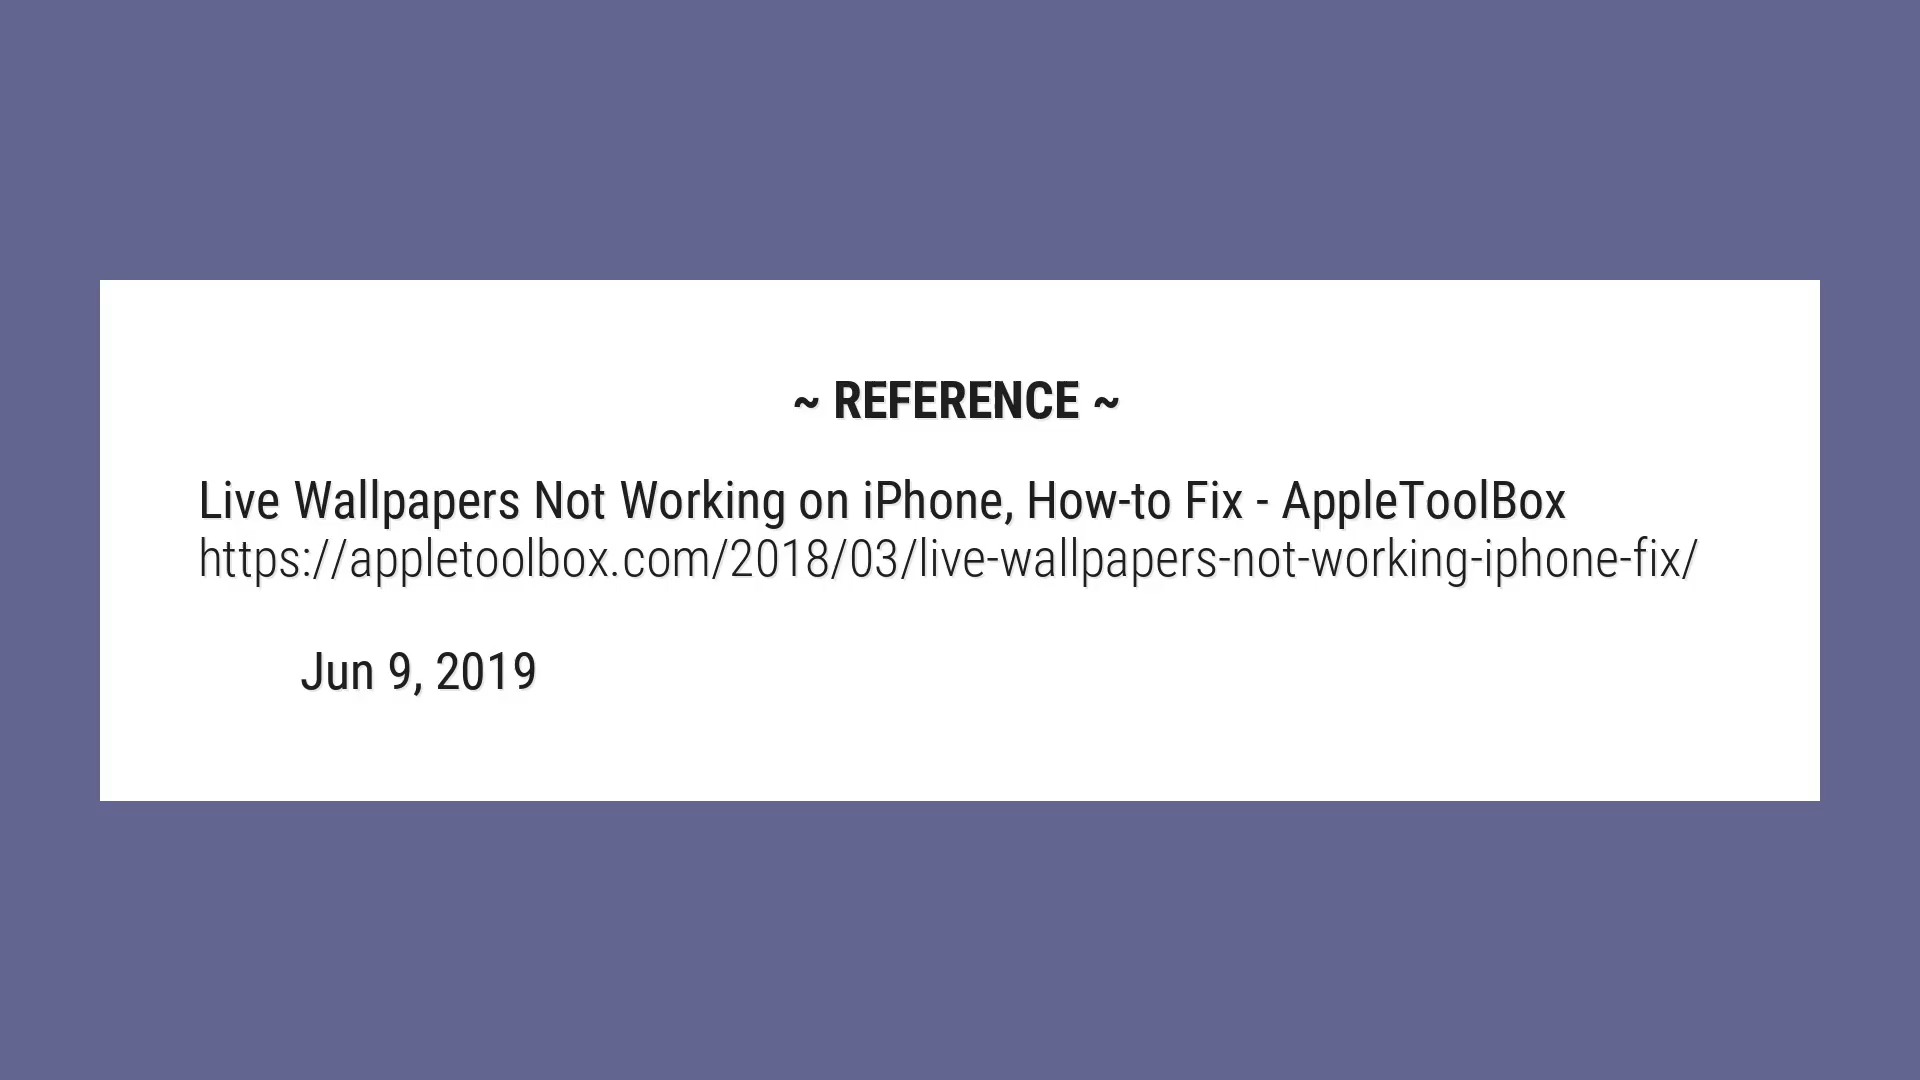 ~ REFERENCE ~
Live Wallpapers Not Working on iPhone, How-to Fix - AppleToolBox
https://appletoolbox.com/2018/03/live-wallpapers-not-working-iphone-fix/
Jun 9, 2019